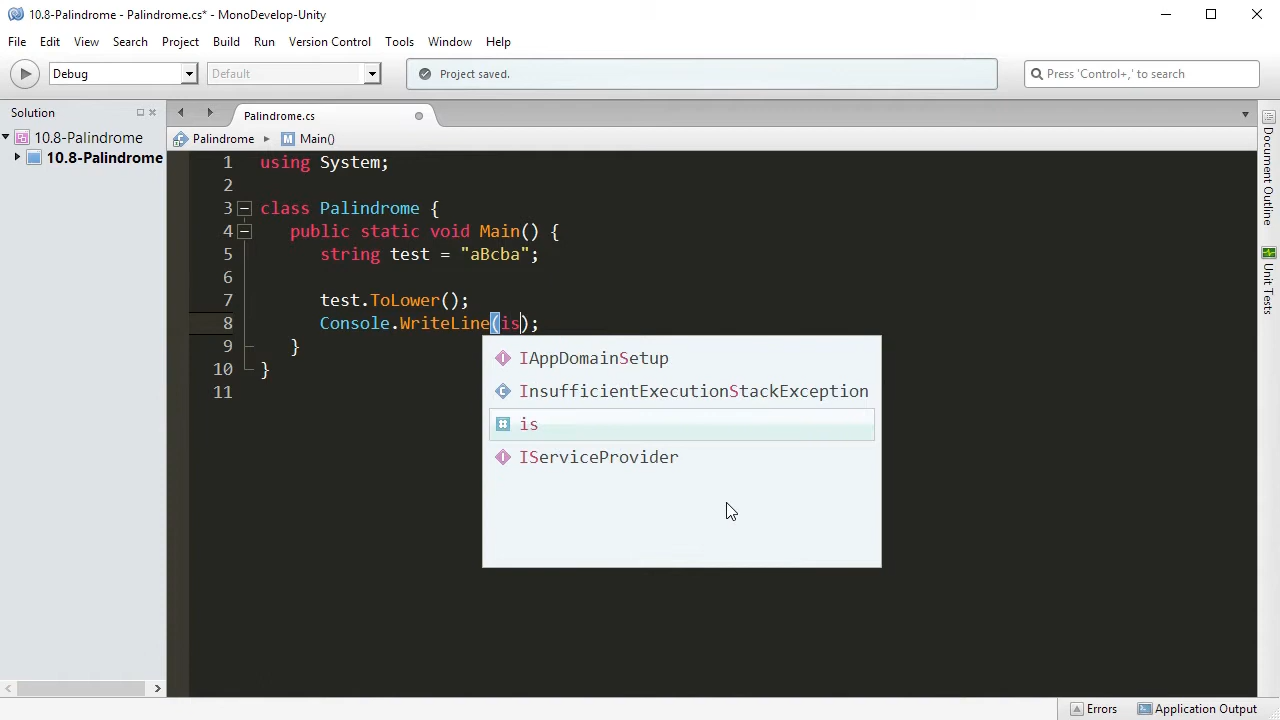 10.8-Palindrome - Palindrome.cs* - MonoDevelop-Unity
File Edit View Search Project Build Run Version Control Tools Window Help
Debug Default Project saved. Press 'Control+,' to search
Solution
10.8-Palindrome
10.8-Palindrome
Palindrome.cs
Palindrome M Main()
1 using System;
2
3 class Palindrome {
4 public static void Main() {
5 string test = "aBcba";
6
7 test.ToLower();
8 Console.WriteLine(is);
9 }
10 }
11
I IAppDomainSetup
C InsufficientExecutionStackException
is
I IServiceProvider
Document Outline
Unit Tests
Errors Application Output